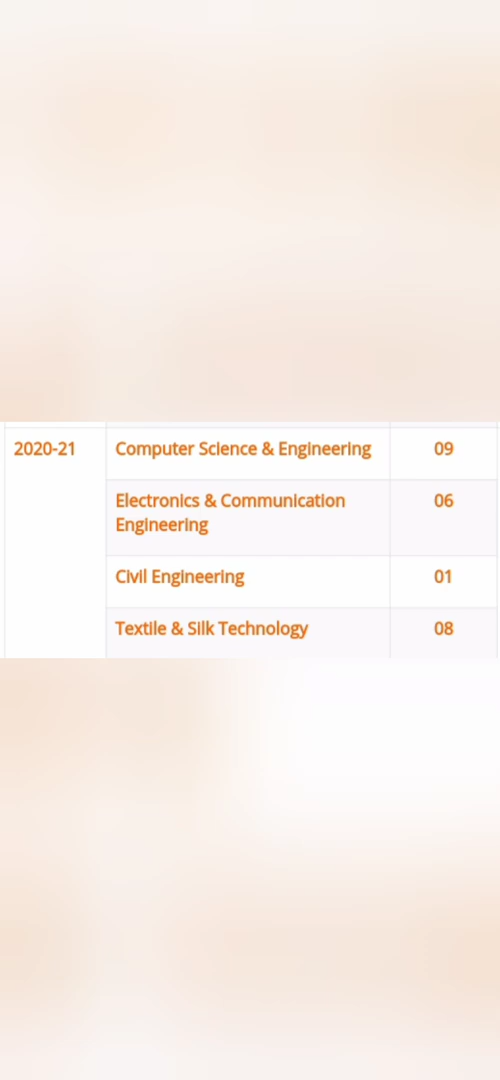 2020-21 Computer Science & Engineering 09
Electronics & Communication 06
Engineering
Civil Engineering 01
Textile & Silk Technology 08